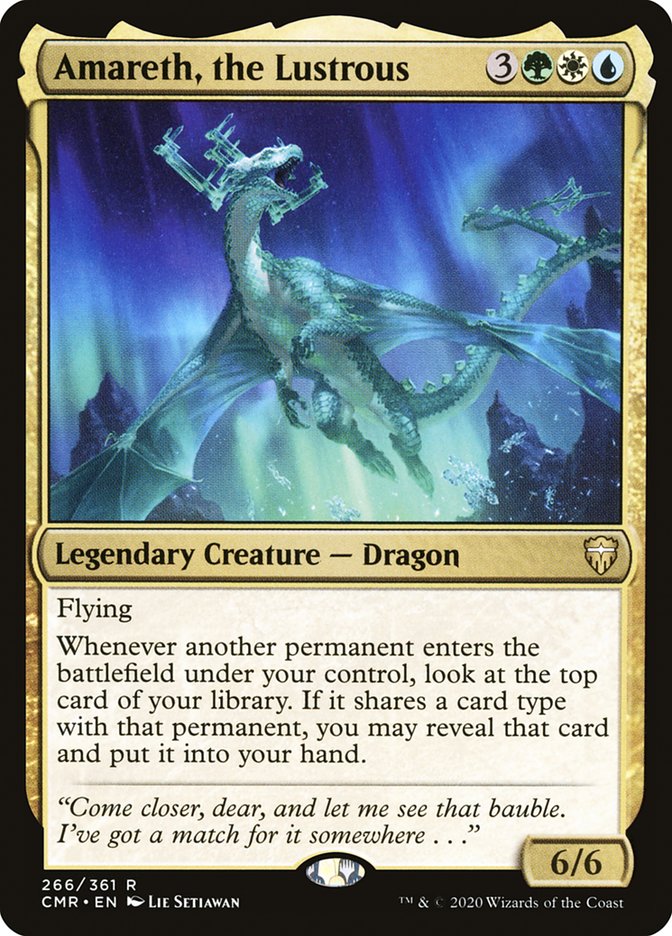 Amareth, the Lustrous 3
Legendary Creature — Dragon
Flying
Whenever another permanent enters the
battlefield under your control, look at the top
card of your library. If it shares a card type
with that permanent, you may reveal that card
and put it into your hand.
“Come closer, dear, and let me see that bauble.
I’ve got a match for it somewhere . . .”
6/6
266/361 R
CMR • EN Lie Setiawan
™ & © 2020 Wizards of the Coast